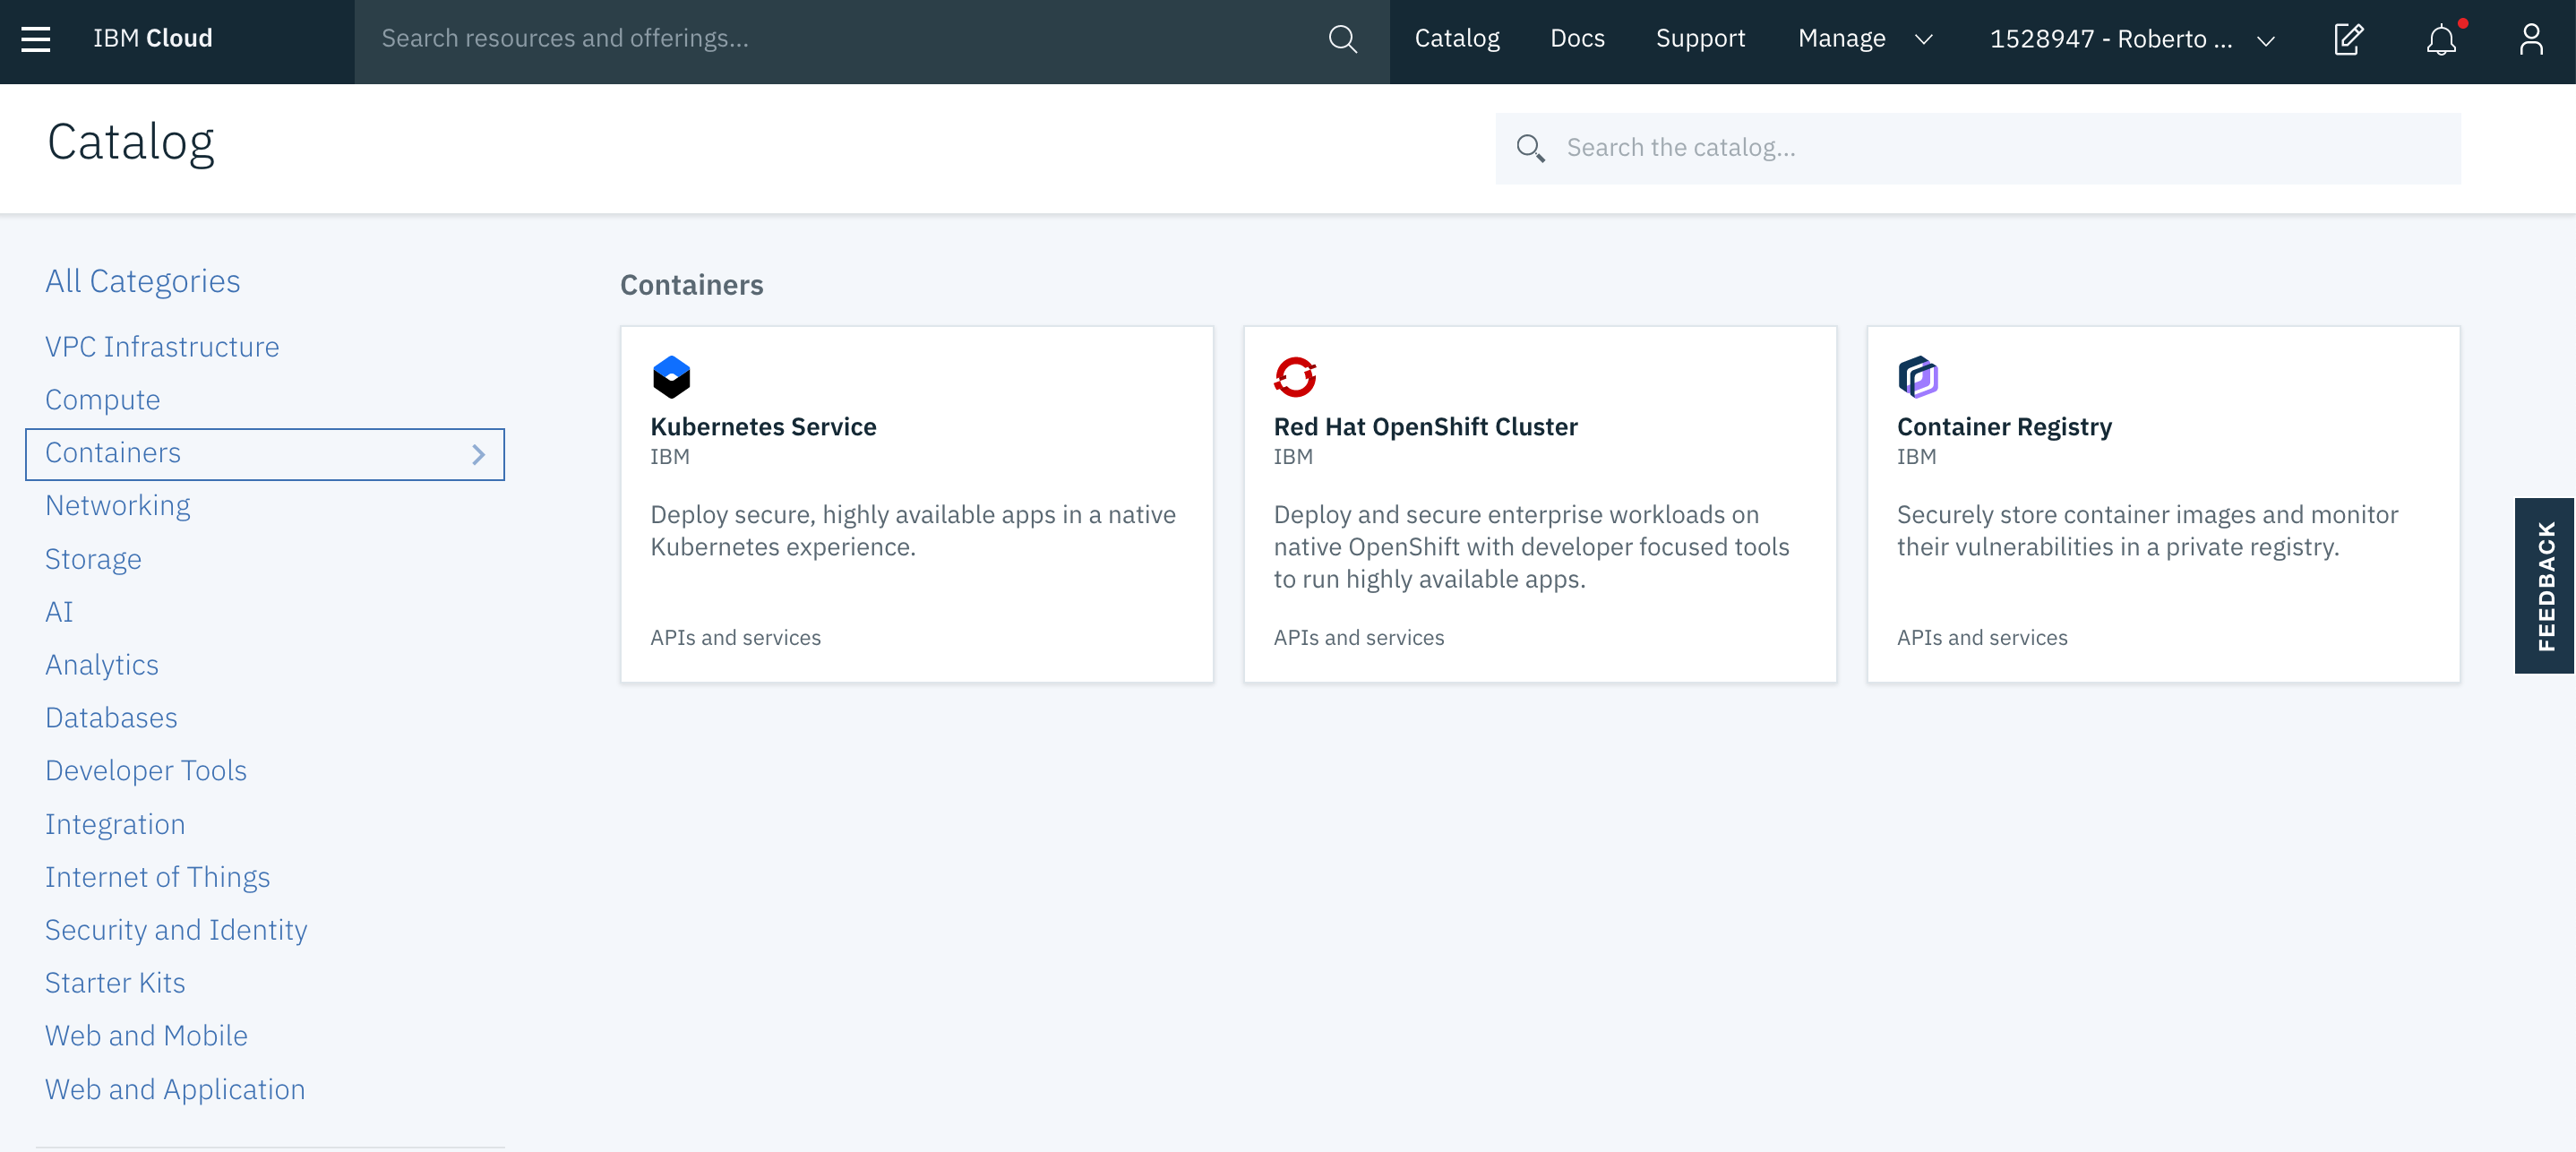 IBM Cloud
Search resources and offerings...
Catalog
Docs
Support
Manage
1528947 - Roberto ...
Catalog
Search the catalog...
All Categories
VPC Infrastructure
Compute
Containers
Networking
Storage
AI
Analytics
Databases
Developer Tools
Integration
Internet of Things
Security and Identity
Starter Kits
Web and Mobile
Web and Application
Containers
Kubernetes Service
IBM
Deploy secure, highly available apps in a native
Kubernetes experience.
APIs and services
Red Hat OpenShift Cluster
IBM
Deploy and secure enterprise workloads on
native OpenShift with developer focused tools
to run highly available apps.
APIs and services
Container Registry
IBM
Securely store container images and monitor
their vulnerabilities in a private registry.
APIs and services
FEEDBACK